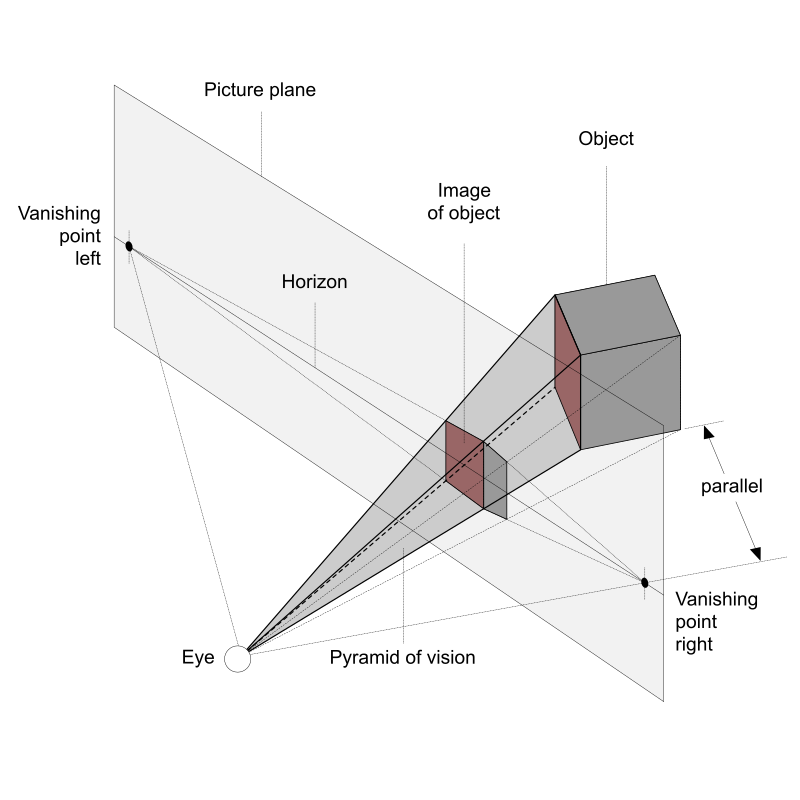 Picture plane
Object
Image
of object
Vanishing
point
left
Horizon
parallel
Vanishing
point
right
Eye
Pyramid of vision